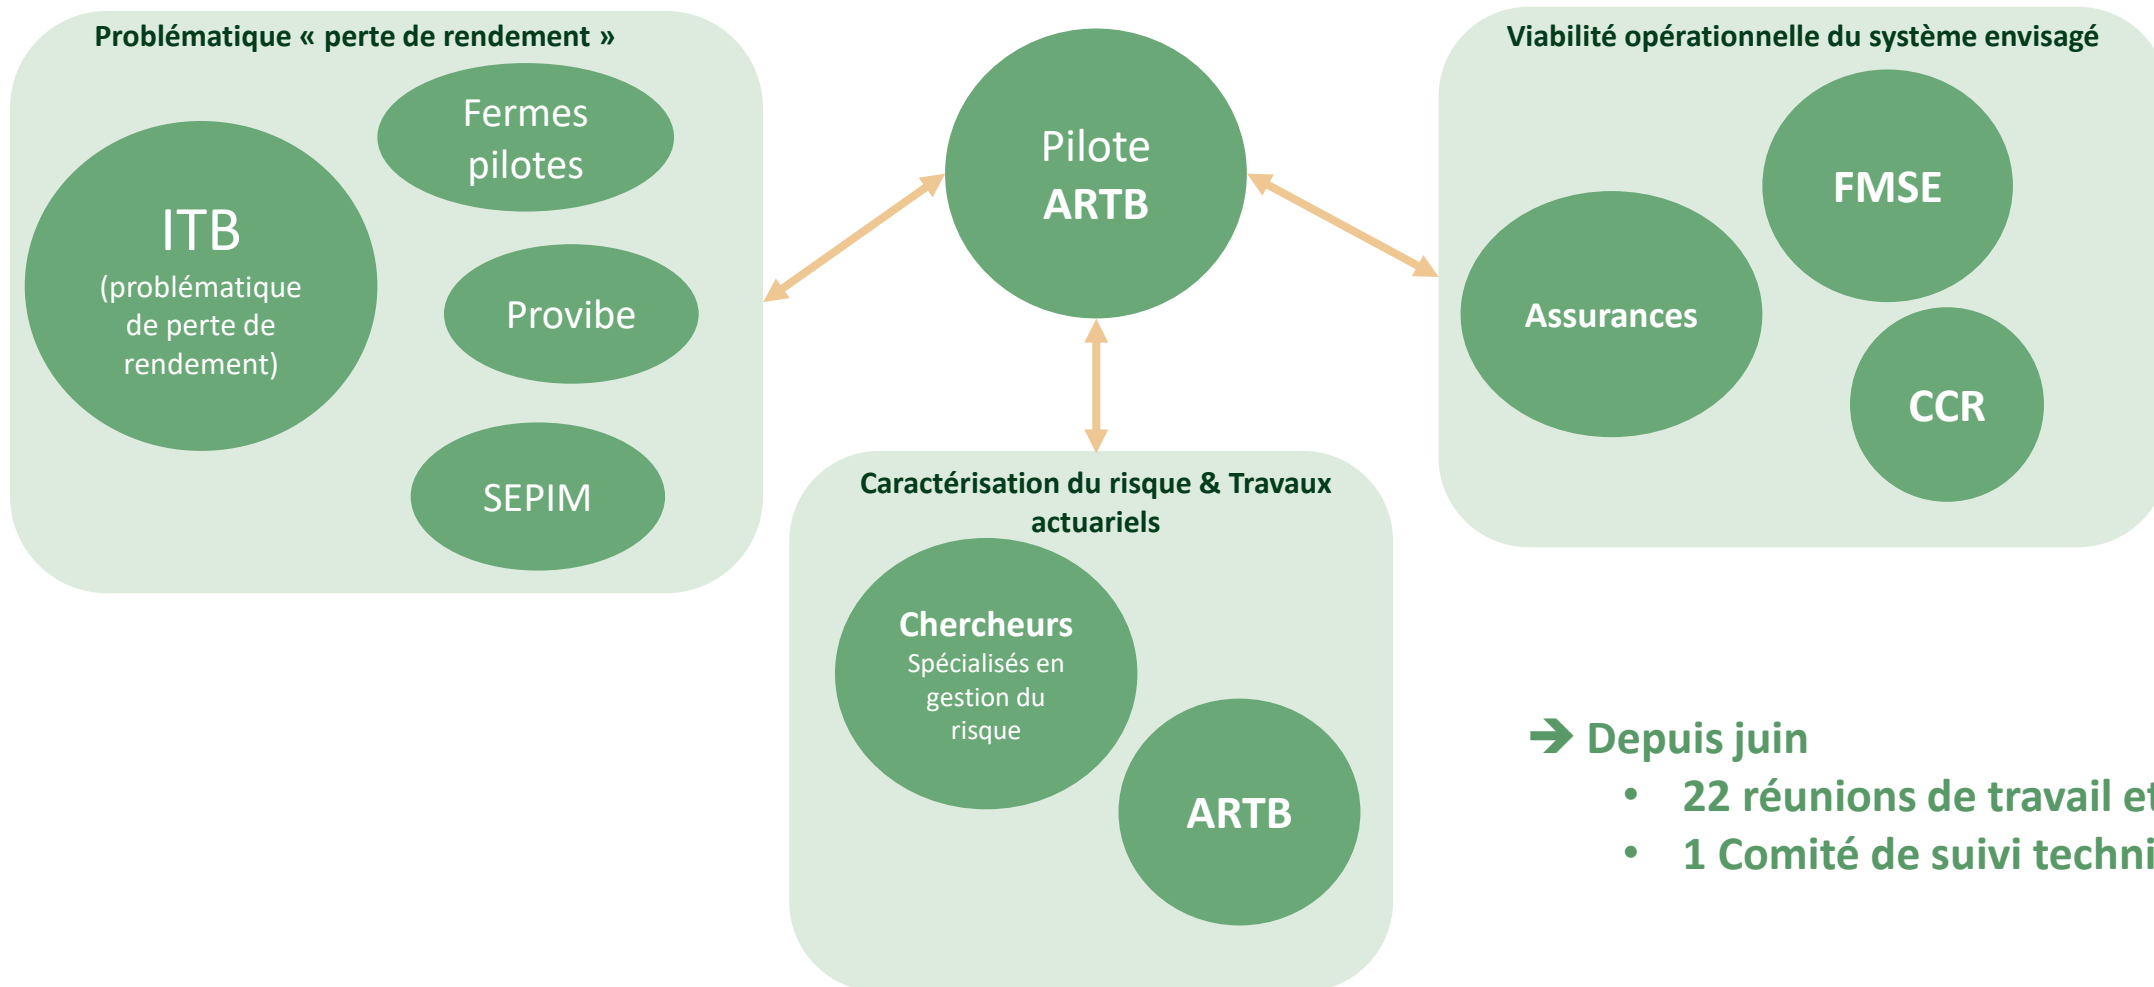 Problématique « perte de rendement »
Fermes
pilotes
ITB
(problématique
de perte de
rendement)
Provibe
SEPIM
Pilote
ARTB
Viabilité opérationnelle du système envisagé
FMSE
Assurances
CCR
Caractérisation du risque & Travaux
actuariels
Chercheurs
Spécialisés en
gestion du
risque
ARTB
➔ Depuis juin
• 22 réunions de travail et
• 1 Comité de suivi techni